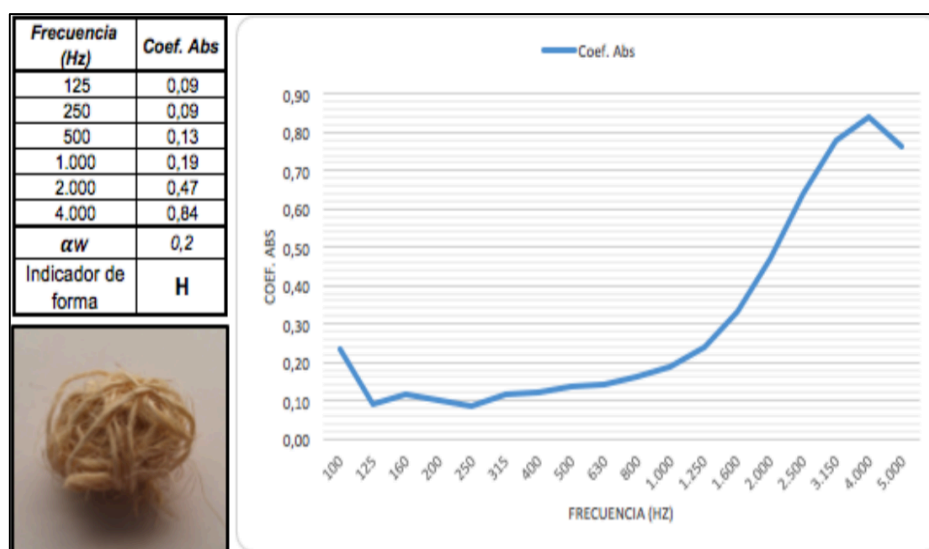 Frecuencia (Hz) Coef. Abs
125 0,09
250 0,09
500 0,13
1.000 0,19
2.000 0,47
4.000 0,84
αw 0,2
Indicador de forma H
Coef. Abs
COEF. ABS
0,90
0,80
0,70
0,60
0,50
0,40
0,30
0,20
0,10
0,00
100 125 160 200 250 315 400 500 630 800 1.000 1.250 1.600 2.000 2.500 3.150 4.000 5.000
FRECUENCIA (HZ)